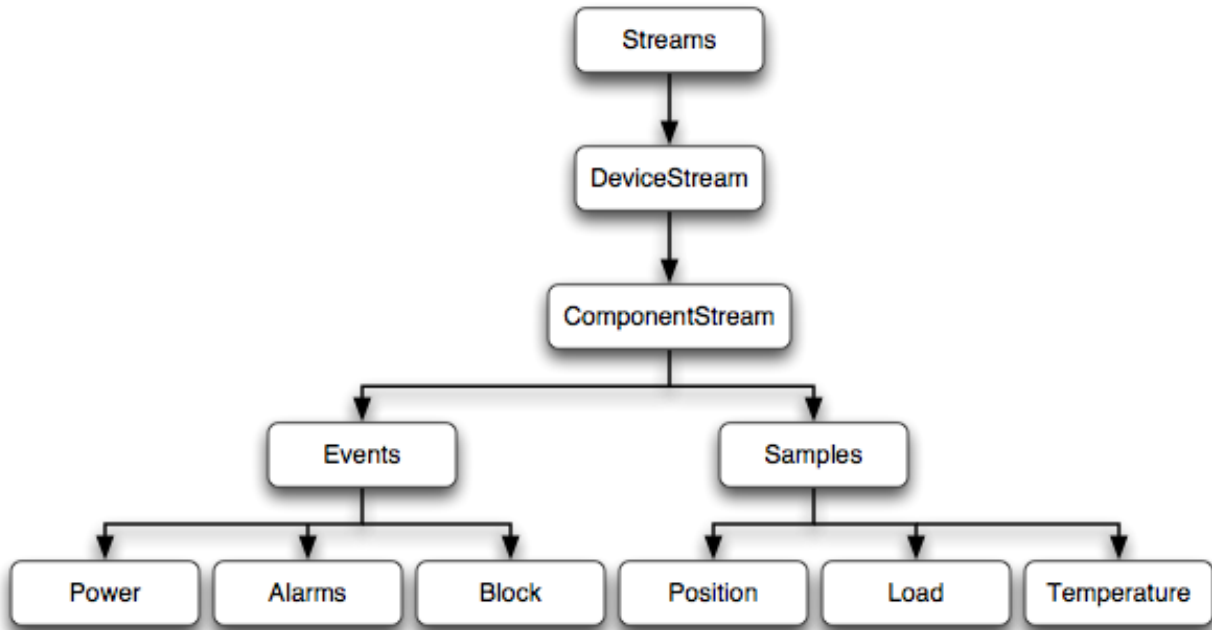 Streams
DeviceStream
ComponentStream
Events
Samples
Power
Alarms
Block
Position
Load
Temperature